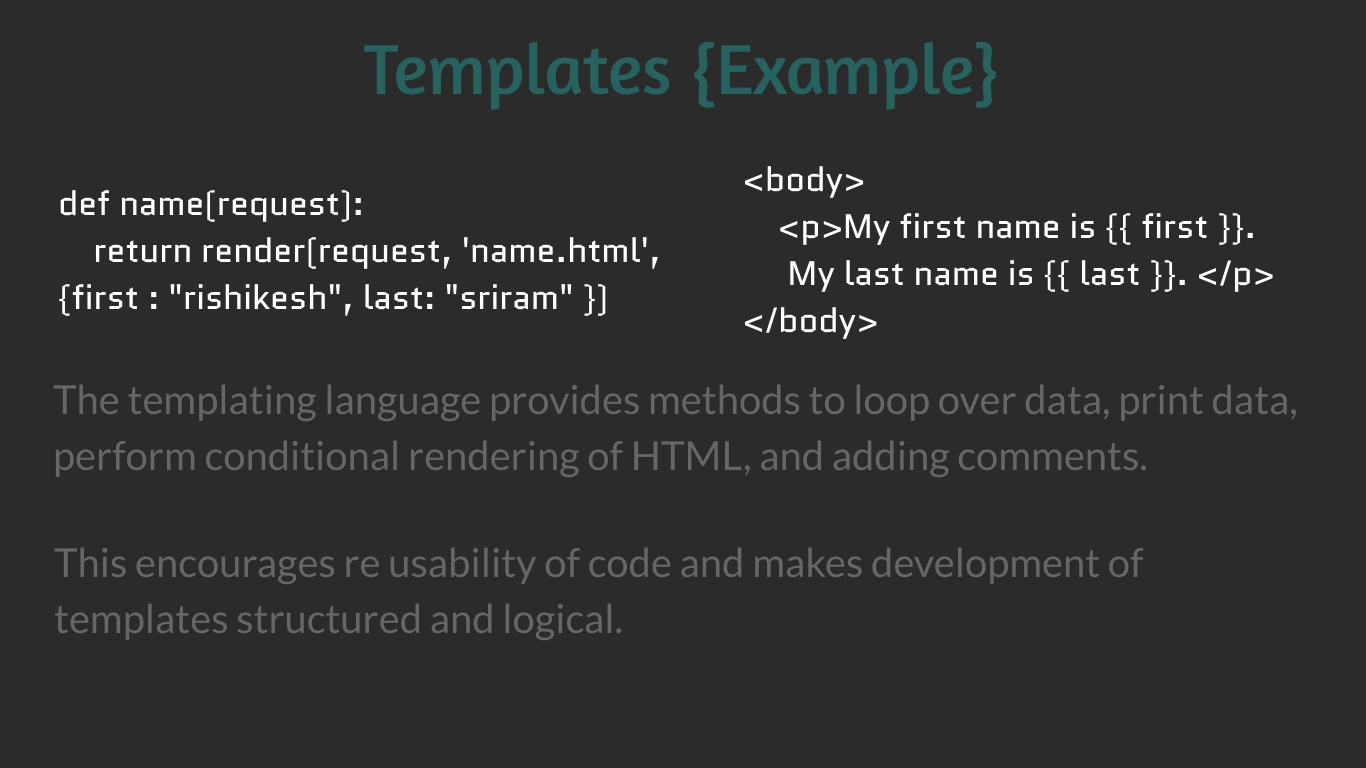 Templates {Example}
def name(request):
return render(request, 'name.html',
{first : "rishikesh", last: "sriram" })
<body>
<p>My first name is {{ first }}.
My last name is {{ last }}. </p>
</body>
The templating language provides methods to loop over data, print data,
perform conditional rendering of HTML, and adding comments.
This encourages re usability of code and makes development of
templates structured and logical.